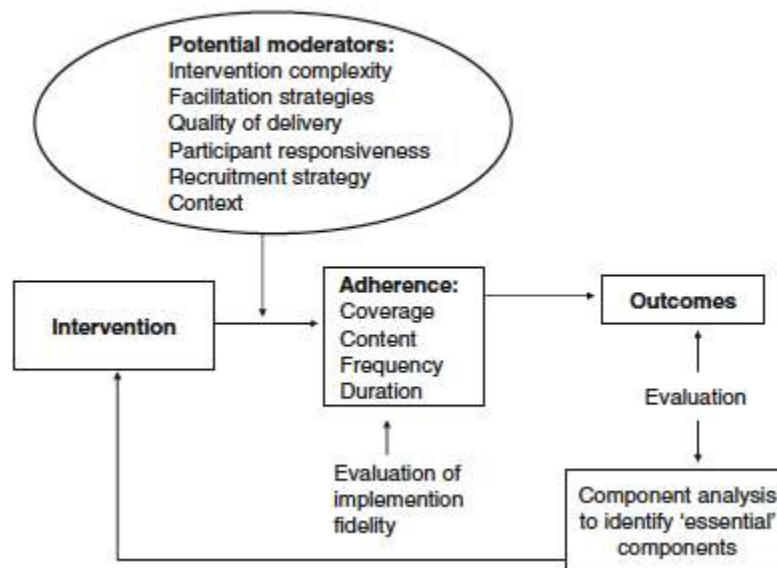 Potential moderators:
Intervention complexity
Facilitation strategies
Quality of delivery
Participant responsiveness
Recruitment strategy
Context
Intervention
Adherence:
Coverage
Content
Frequency
Duration
Outcomes
Evaluation
Evaluation of
implemention
fidelity
Component analysis
to identify ‘essential’
components